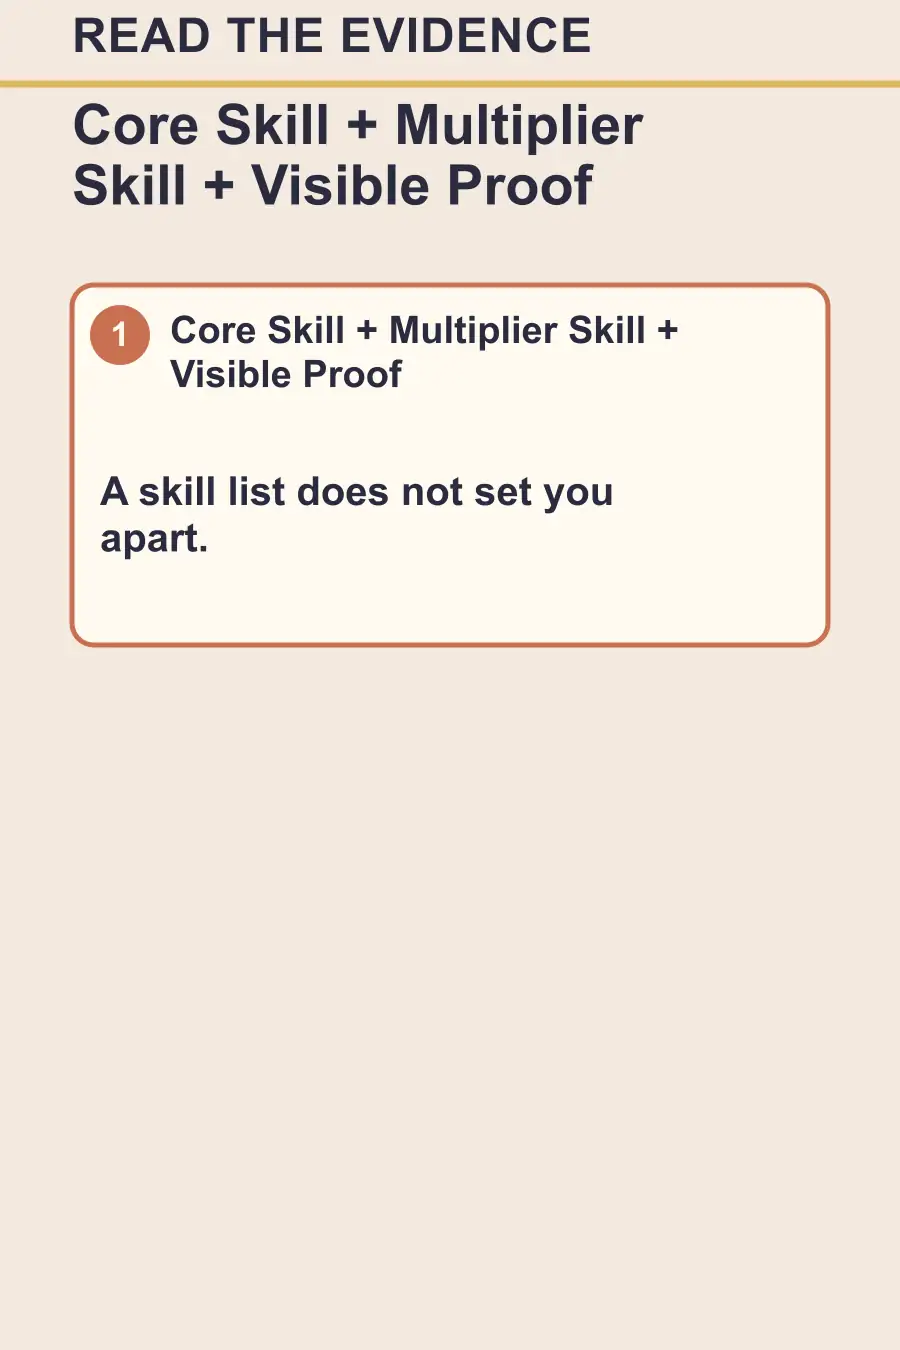 READ THE EVIDENCE
Core Skill + Multiplier
Skill + Visible Proof
1
Core Skill + Multiplier Skill +
Visible Proof
A skill list does not set you
apart.